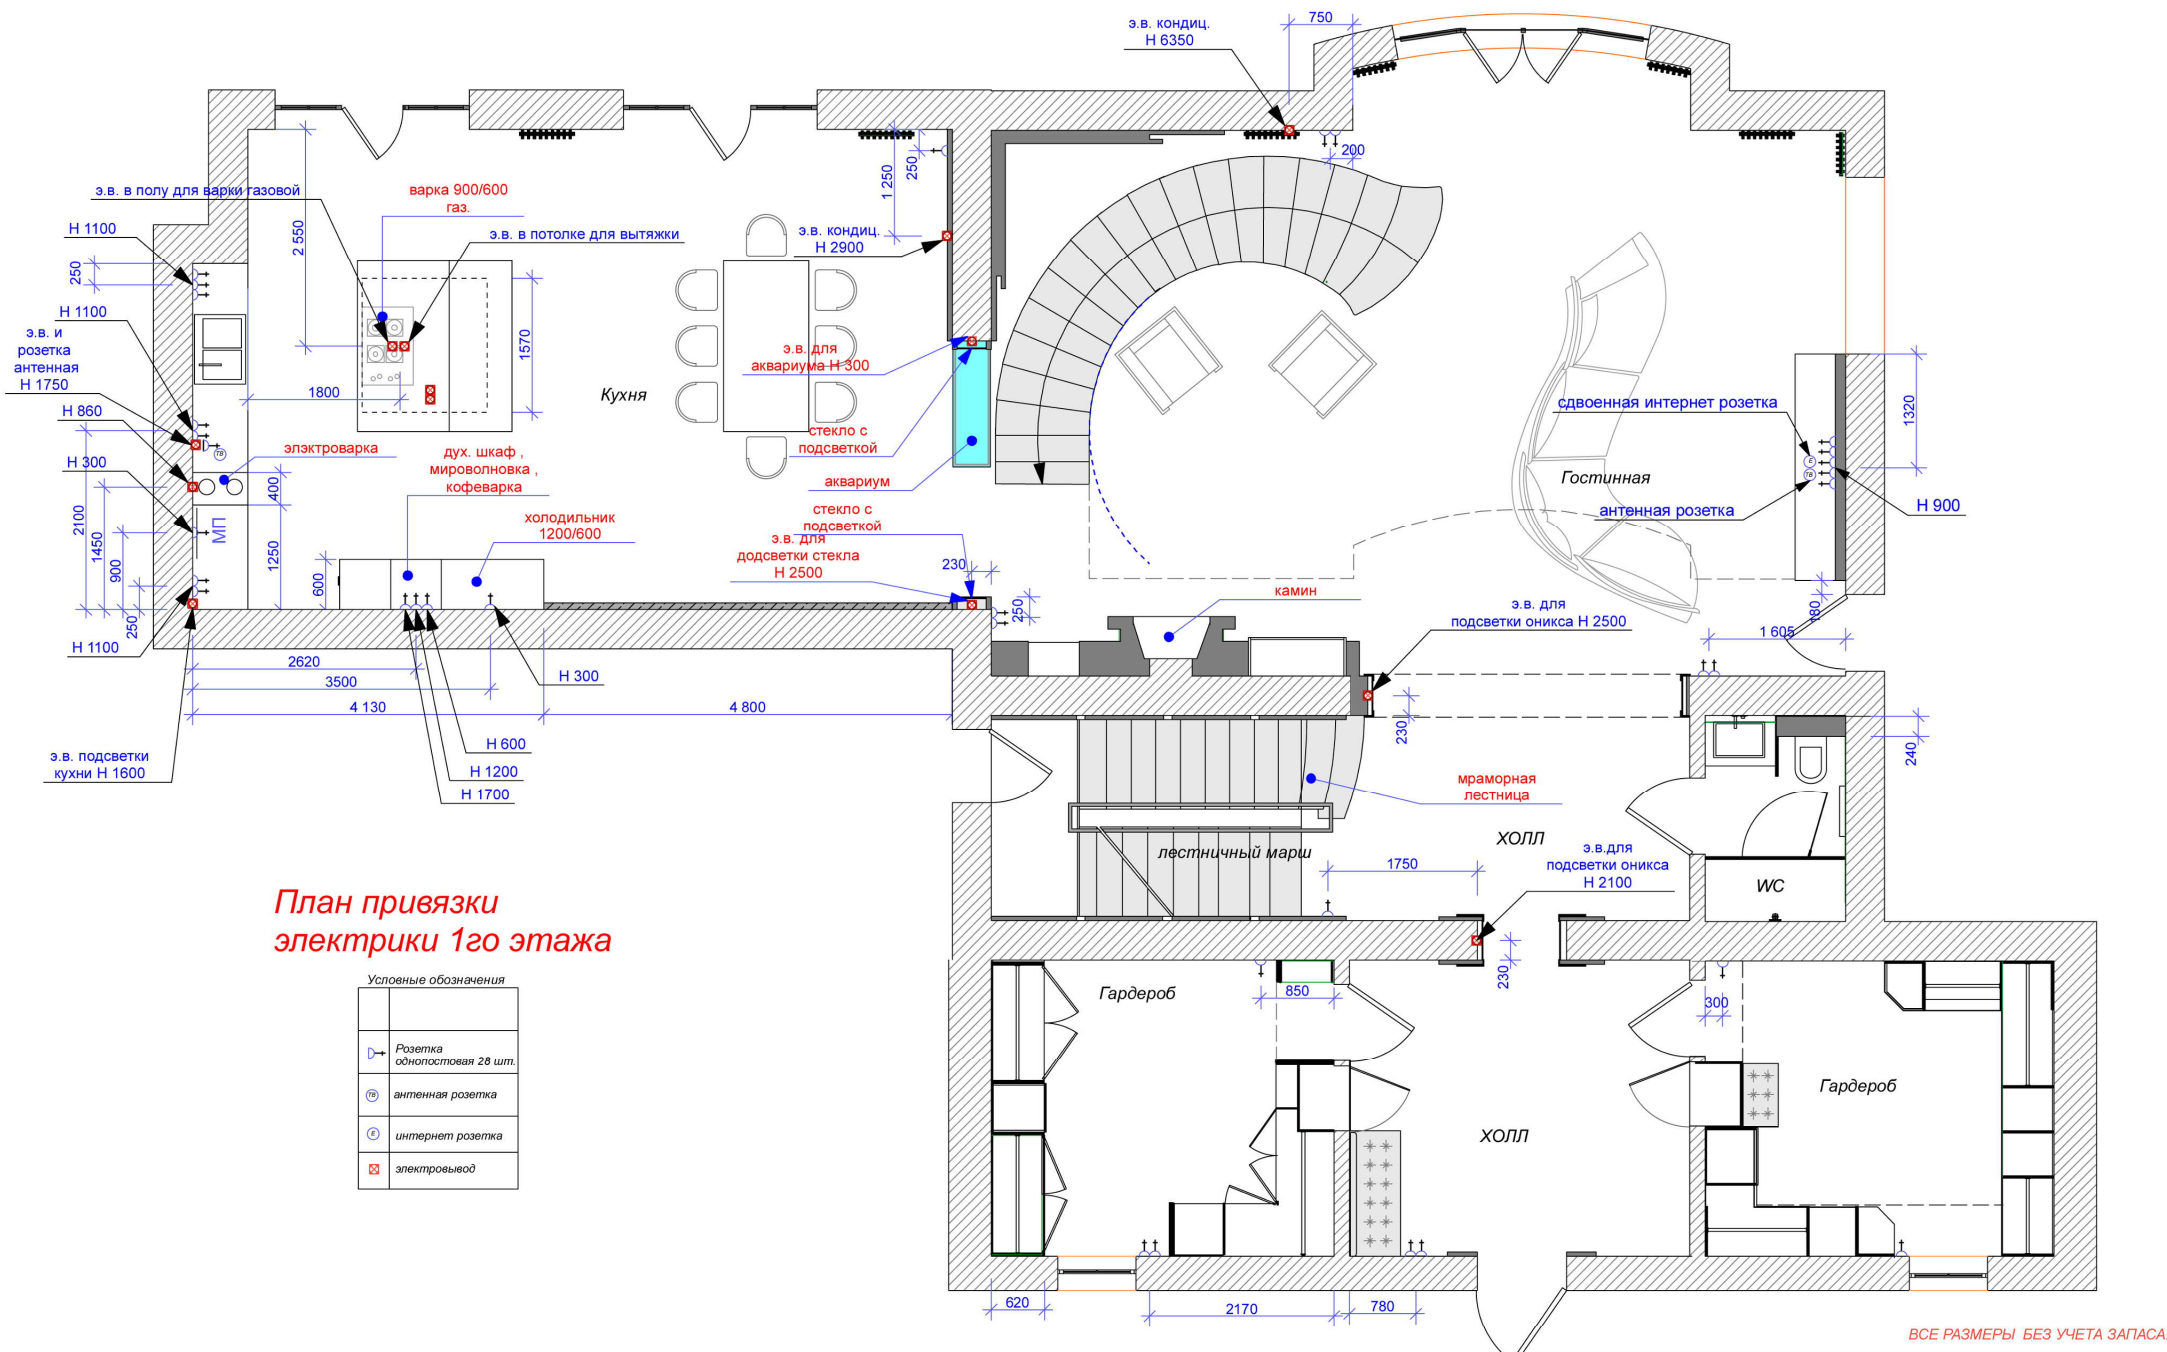 э.в. кондиц.
Н 6350
750
200
э.в. в полу для варки газовой
варка 900/600
газ.
э.в. в потолке для вытяжки
2 550
1 250
250
э.в. кондиц.
Н 2900
Н 1100
250
Н 1100
э.в. и
розетка
антенная
Н 1750
Н 860
Н 300
1800
1570
Кухня
э.в. для
аквариума Н 300
стекло с
подсветкой
аквариум
стекло с
подсветкой
э.в. для
додсветки стекла
Н 2500
230
250
элэктроварка
ТВ
дух. шкаф ,
мироволновка ,
кофеварка
холодильник
1200/600
МП
400
1250
600
2100
1450
900
250
Н 1100
2620
3500
4 130
4 800
Н 300
Н 600
Н 1200
Н 1700
э.в. подсветки
кухни Н 1600
сдвоенная интернет розетка
Е
ТВ
Гостинная
антенная розетка
Н 900
1320
180
1 605
камин
э.в. для
подсветки оникса Н 2500
230
240
мраморная
лестница
лестничный марш
ХОЛЛ
1750
э.в.для
подсветки оникса
Н 2100
WC
230
План привязки
электрики 1го этажа
Условные обозначения
Розетка
однопостовая 28 шт.
ТВ
антенная розетка
Е
интернет розетка
электровывод
Гардероб
850
300
Гардероб
ХОЛЛ
620
2170
780
ВСЕ РАЗМЕРЫ БЕЗ УЧЕТА ЗАПАСА.